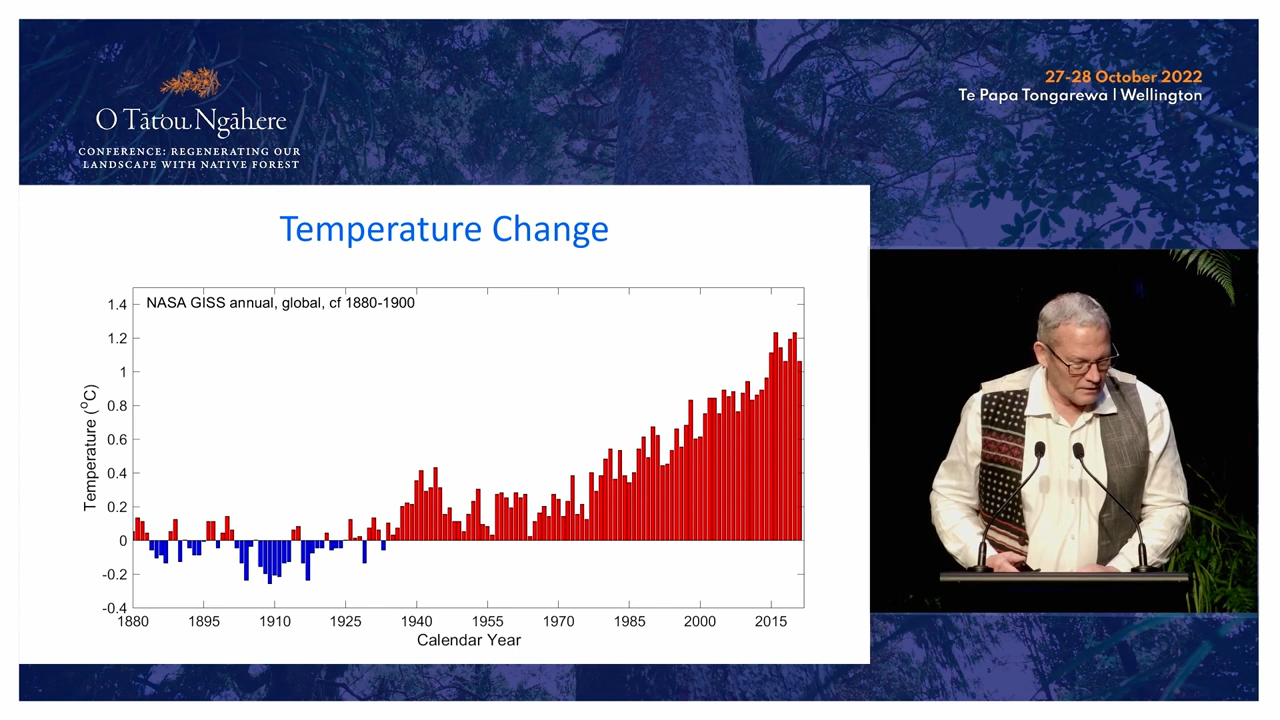 O Tātou Ngāhere
CONFERENCE: REGENERATING OUR
LANDSCAPE WITH NATIVE FOREST
27-28 October 2022
Te Papa Tongarewa | Wellington
Temperature Change
NASA GISS annual, global, cf 1880-1900
1.4
1.2
1
0.8
0.6
0.4
0.2
0
-0.2
-0.4
Temperature (°C)
1880 1895 1910 1925 1940 1955 1970 1985 2000 2015
Calendar Year